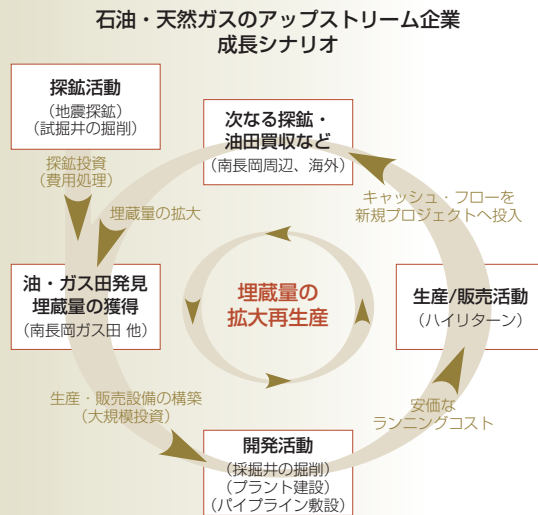 石油・天然ガスのアップストリーム企業
成長シナリオ
探鉱活動
（地震探鉱）
（試掘井の掘削）
次なる探鉱・
油田買収など
（南長岡周辺、海外）
探鉱投資
（費用処理）
埋蔵量の拡大
キャッシュ・フローを
新規プロジェクトへ投入
油・ガス田発見
埋蔵量の獲得
（南長岡ガス田 他）
埋蔵量の
拡大再生産
生産/販売活動
（ハイリターン）
生産・販売設備の構築
（大規模投資）
安価な
ランニングコスト
開発活動
（採掘井の掘削）
（プラント建設）
（パイプライン敷設）